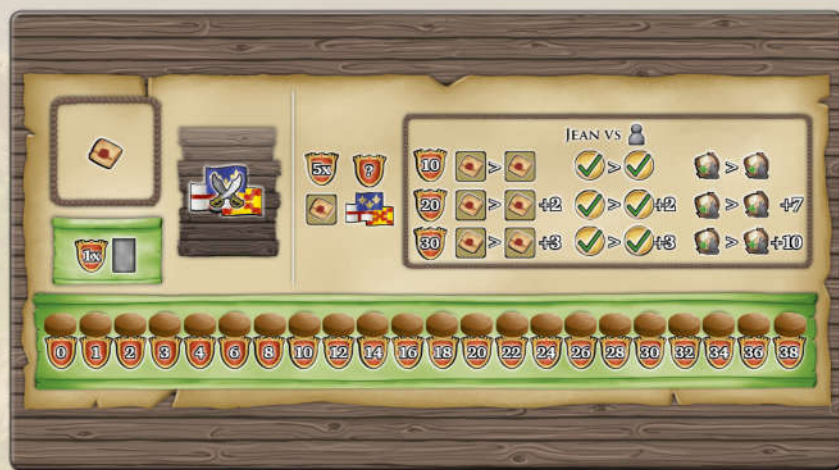 JEAN VS
5x ? 10 > > >
20 > +2 > +2 > +7
30 > +3 > +3 > +10
1x
0 1 2 3 4 6 8 10 12 14 16 18 20 22 24 26 28 30 32 34 36 38